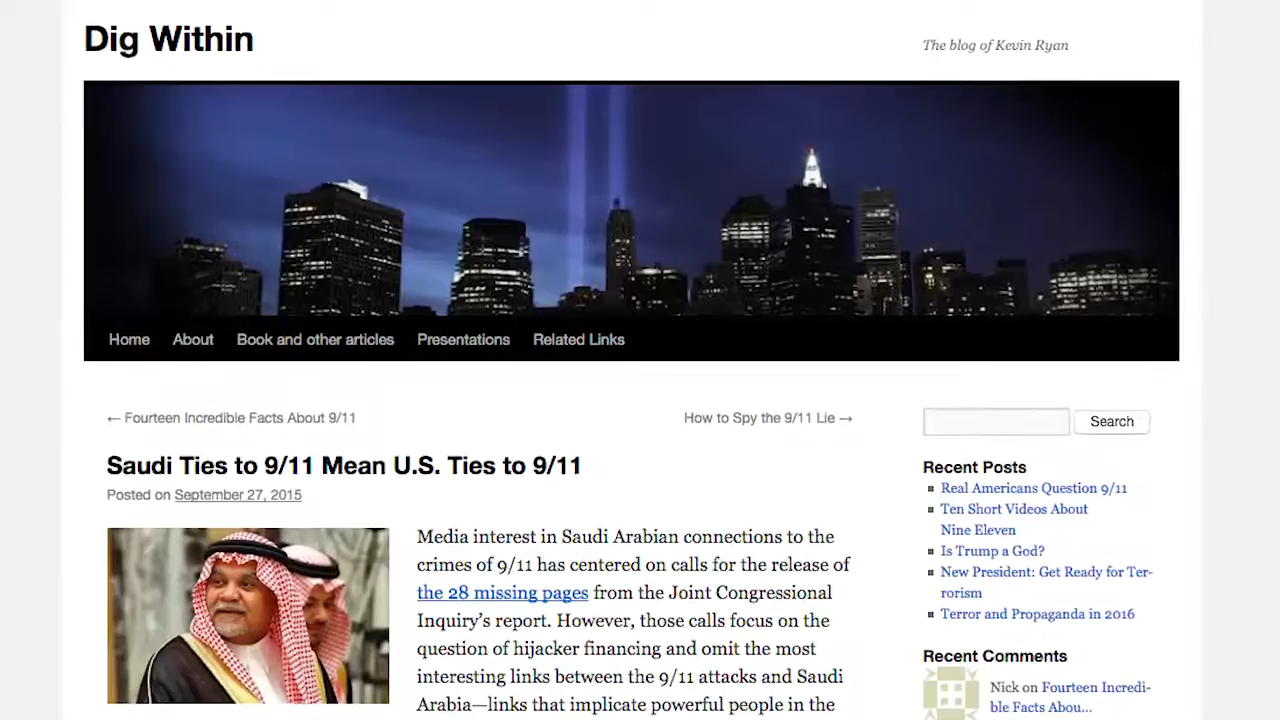 Dig Within
The blog of Kevin Ryan
Home About Book and other articles Presentations Related Links
← Fourteen Incredible Facts About 9/11
How to Spy the 9/11 Lie →
Saudi Ties to 9/11 Mean U.S. Ties to 9/11
Posted on September 27, 2015
Media interest in Saudi Arabian connections to the
crimes of 9/11 has centered on calls for the release of
the 28 missing pages from the Joint Congressional
Inquiry’s report. However, those calls focus on the
question of hijacker financing and omit the most
interesting links between the 9/11 attacks and Saudi
Arabia—links that implicate powerful people in the
Search
Recent Posts
Real Americans Question 9/11
Ten Short Videos About
Nine Eleven
Is Trump a God?
New President: Get Ready for Ter-
rorism
Terror and Propaganda in 2016
Recent Comments
Nick on Fourteen Incredi-
ble Facts Abou...